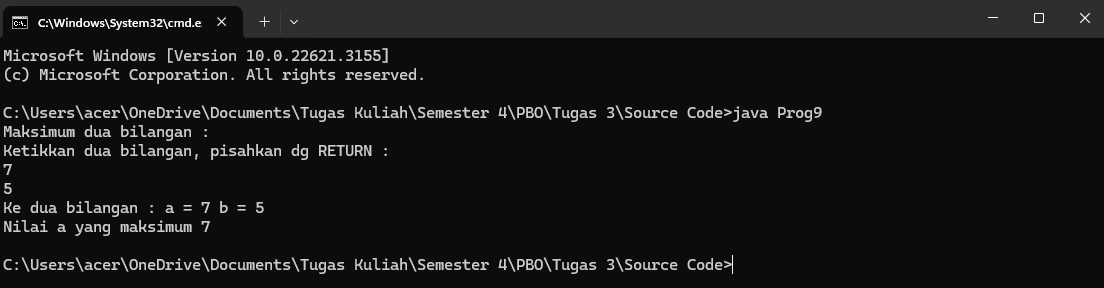 C:\Windows\System32\cmd.e
Microsoft Windows [Version 10.0.22621.3155]
(c) Microsoft Corporation. All rights reserved.
C:\Users\acer\OneDrive\Documents\Tugas Kuliah\Semester 4\PBO\Tugas 3\Source Code>java Prog9
Maksimum dua bilangan :
Ketikkan dua bilangan, pisahkan dg RETURN :
7
5
Ke dua bilangan : a = 7 b = 5
Nilai a yang maksimum 7
C:\Users\acer\OneDrive\Documents\Tugas Kuliah\Semester 4\PBO\Tugas 3\Source Code>